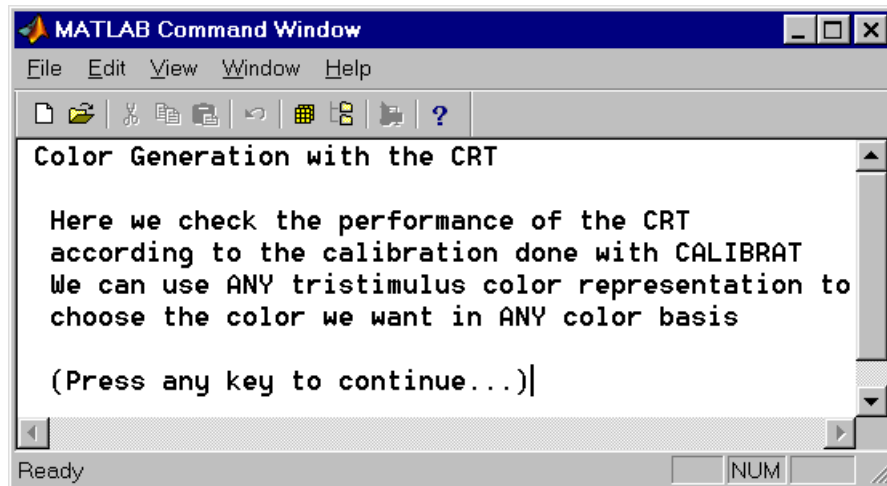 MATLAB Command Window
File Edit View Window Help
?
Color Generation with the CRT
Here we check the performance of the CRT
according to the calibration done with CALIBRAT
We can use ANY tristimulus color representation to
choose the color we want in ANY color basis
(Press any key to continue...)
Ready NUM